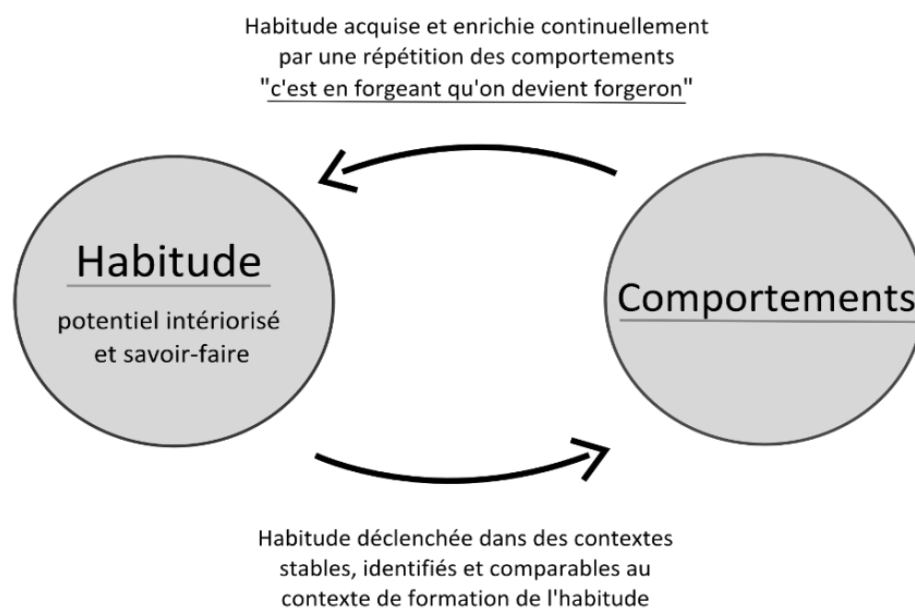 Habitude acquise et enrichie continuellement
par une répétition des comportements
"c'est en forgeant qu'on devient forgeron"
Habitude
potentiel intériorisé
et savoir-faire
Comportements
Habitude déclenchée dans des contextes
stables, identifiés et comparables au
contexte de formation de l'habitude